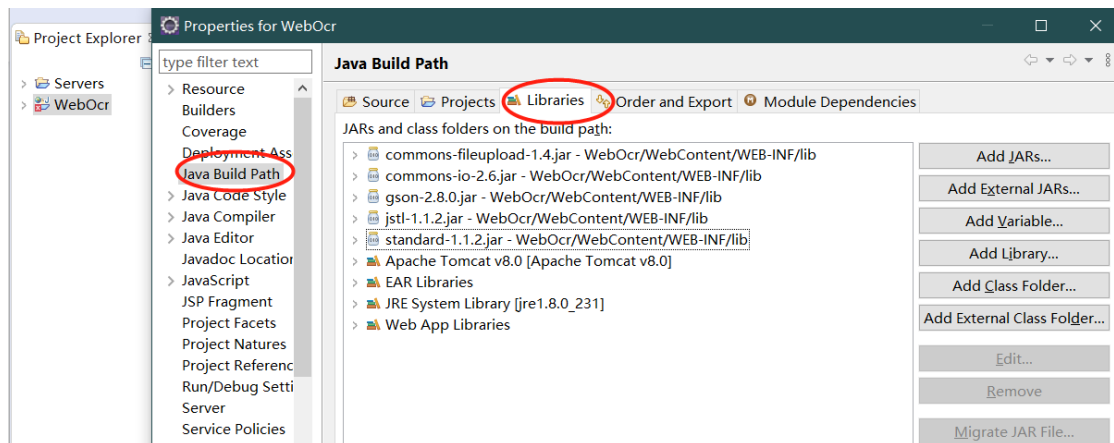 Project Explorer
Servers
WebOcr
Properties for WebOcr
type filter text
Resource
Builders
Coverage
Deployment Ass
Java Build Path
Java Code Style
Java Compiler
Java Editor
Javadoc Location
JavaScript
JSP Fragment
Project Facets
Project Natures
Project Referenc
Run/Debug Setti
Server
Service Policies
Java Build Path
Source Projects Libraries Order and Export Module Dependencies
JARs and class folders on the build path:
commons-fileupload-1.4.jar - WebOcr/WebContent/WEB-INF/lib
commons-io-2.6.jar - WebOcr/WebContent/WEB-INF/lib
gson-2.8.0.jar - WebOcr/WebContent/WEB-INF/lib
jstl-1.1.2.jar - WebOcr/WebContent/WEB-INF/lib
standard-1.1.2.jar - WebOcr/WebContent/WEB-INF/lib
Apache Tomcat v8.0 [Apache Tomcat v8.0]
EAR Libraries
JRE System Library [jre1.8.0_231]
Web App Libraries
Add JARs...
Add External JARs...
Add Variable...
Add Library...
Add Class Folder...
Add External Class Folder...
Edit...
Remove
Migrate JAR File...